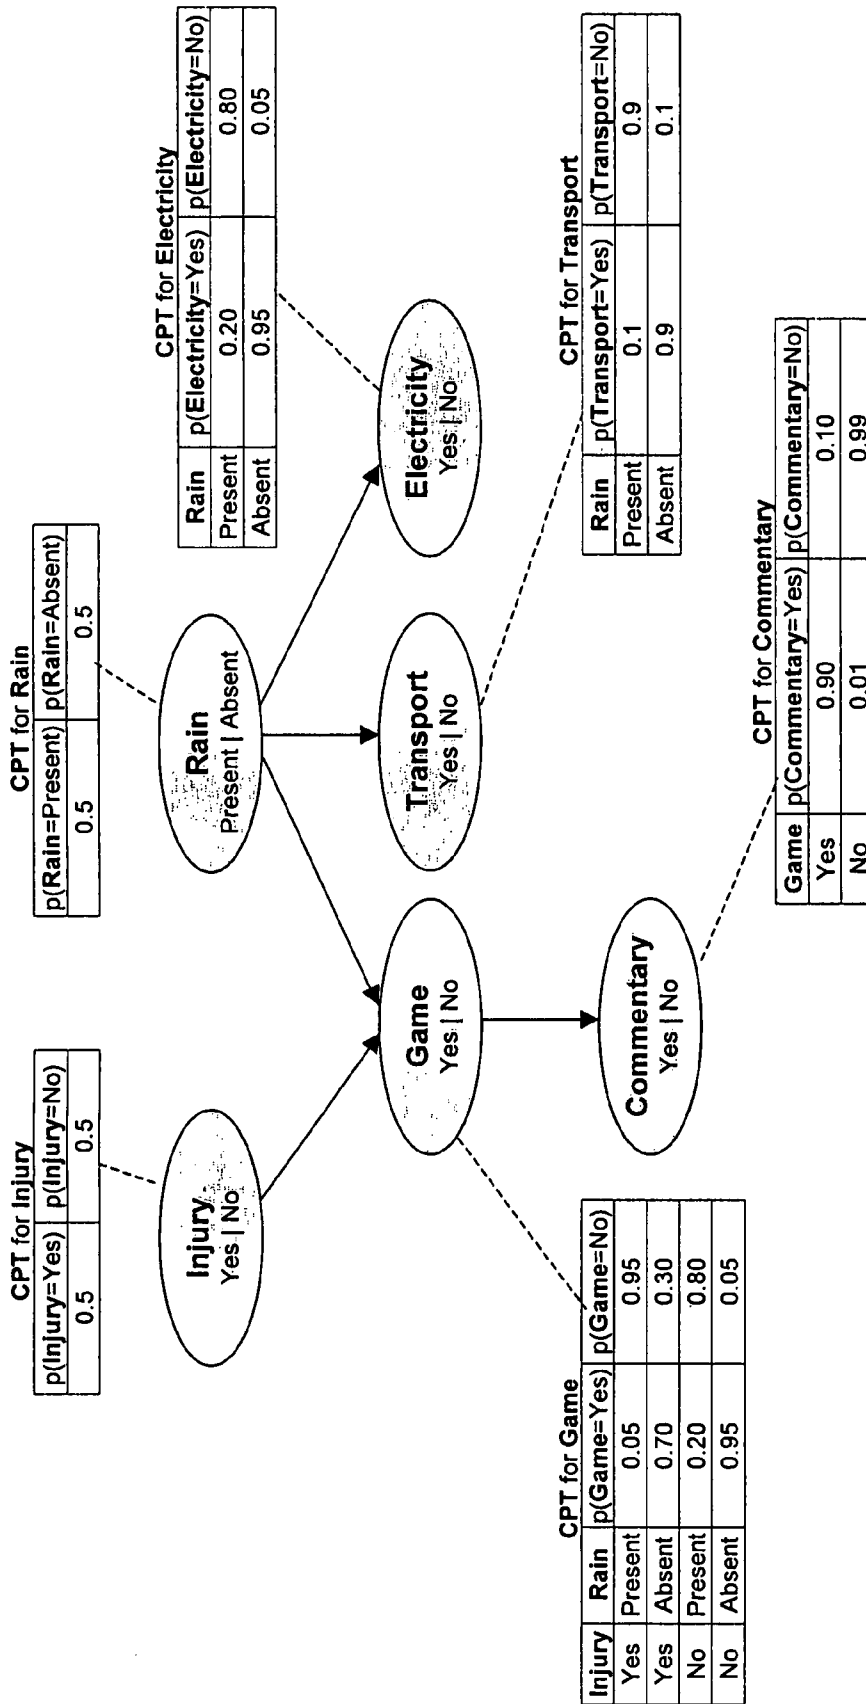 CPT for Injury
p(Injury=Yes) p(Injury=No)
0.5 0.5
CPT for Rain
p(Rain=Present) p(Rain=Absent)
0.5 0.5
CPT for Electricity
Rain p(Electricity=Yes) p(Electricity=No)
Present 0.20 0.80
Absent 0.95 0.05
Injury
Yes | No
Rain
Present | Absent
Game
Yes | No
Transport
Yes | No
Electricity
Yes | No
CPT for Game
Injury Rain p(Game=Yes) p(Game=No)
Yes Present 0.05 0.95
Yes Absent 0.70 0.30
No Present 0.20 0.80
No Absent 0.95 0.05
Commentary
Yes | No
CPT for Transport
Rain p(Transport=Yes) p(Transport=No)
Present 0.1 0.9
Absent 0.9 0.1
CPT for Commentary
Game p(Commentary=Yes) p(Commentary=No)
Yes 0.90 0.10
No 0.01 0.99